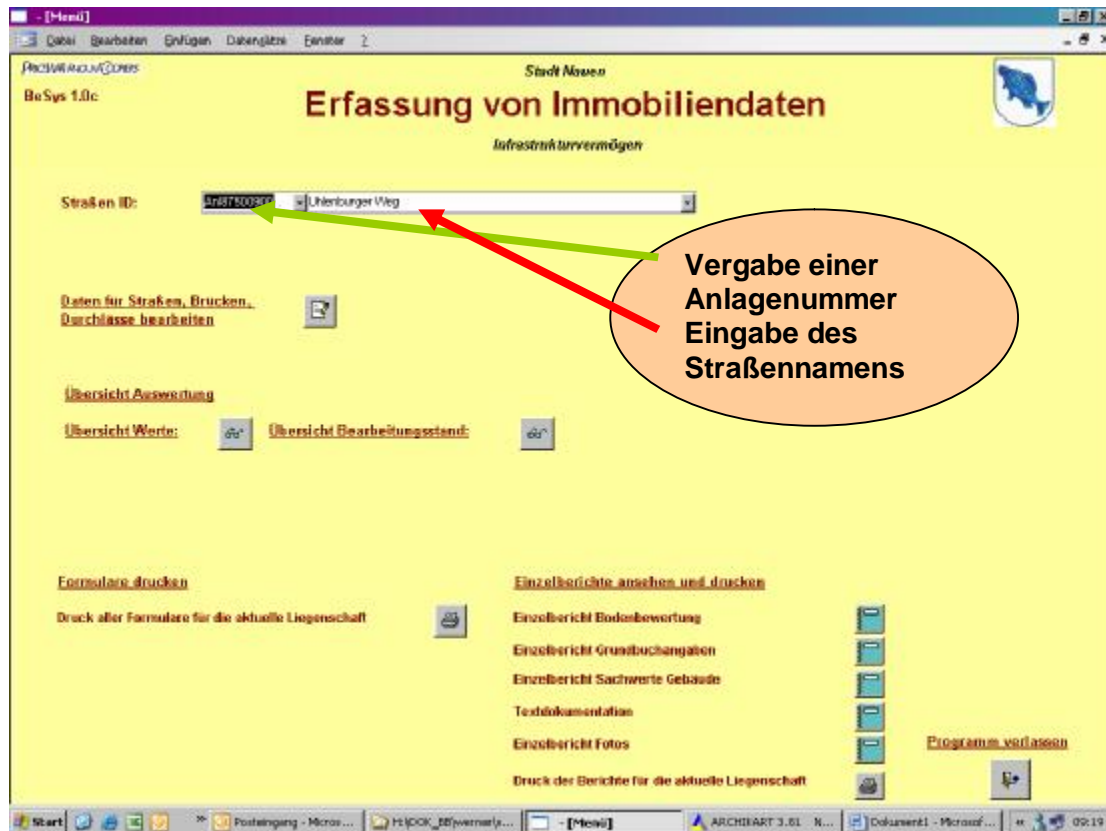 - [Menü]
Datei Bearbeiten Einfügen Datensätze Fenster ?
Stadt Nauen
BeSys 1.0c
Erfassung von Immobiliendaten
Infrastrukturvermögen
Straßen ID: Anl87500900 Uhlenburger Weg
Vergabe einer
Anlagenummer
Eingabe des
Straßennamens
Daten für Straßen, Brücken,
Durchlässe bearbeiten
Übersicht Auswertung
Übersicht Werte: Übersicht Bearbeitungsstand:
Formulare drucken
Druck aller Formulare für die aktuelle Liegenschaft
Einzelberichte ansehen und drucken
Einzelbericht Bodenbewertung
Einzelbericht Grundbuchangaben
Einzelbericht Sachwerte Gebäude
Textdokumentation
Einzelbericht Fotos
Druck der Berichte für die aktuelle Liegenschaft
Programm verlassen
Start » Posteingang - Micros... - [Menü] ARCHIKART 3.61 N... Dokument1 - Microsof... « 09:19